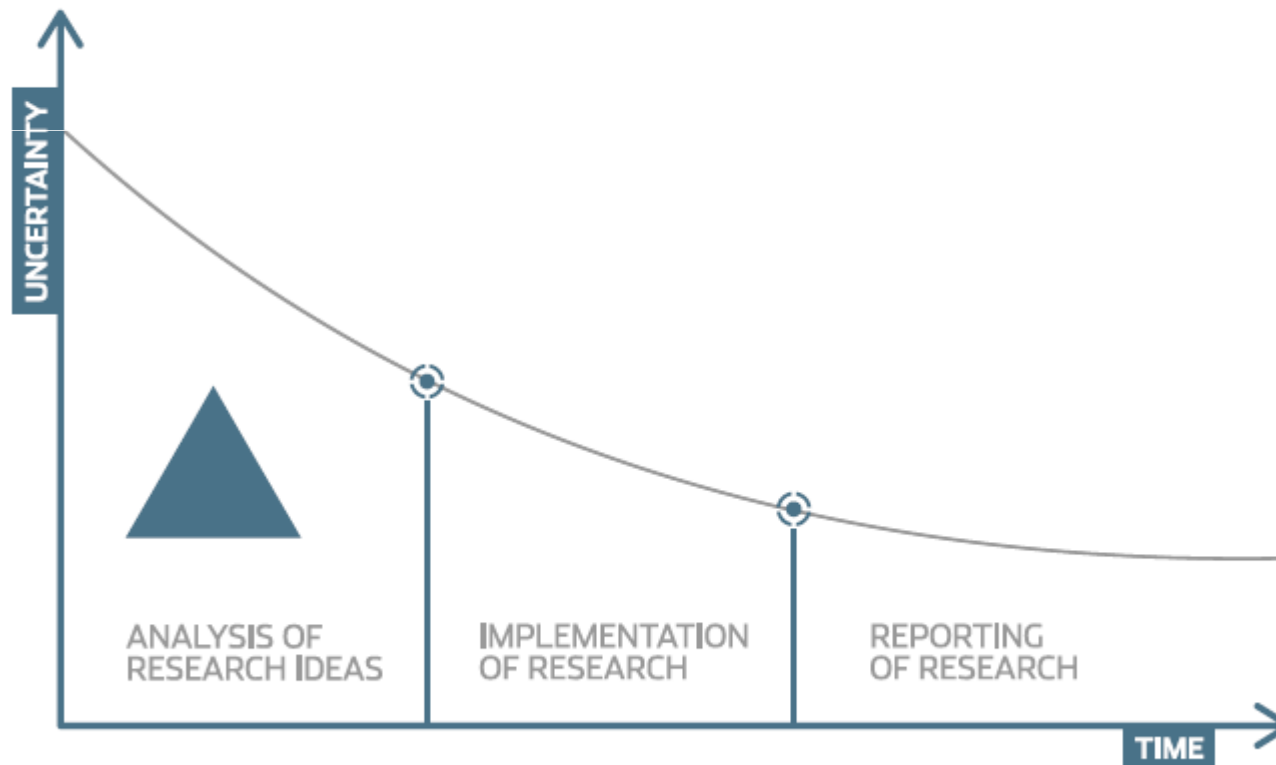 UNCERTAINTY
ANALYSIS OF
RESEARCH IDEAS
IMPLEMENTATION
OF RESEARCH
REPORTING
OF RESEARCH
TIME